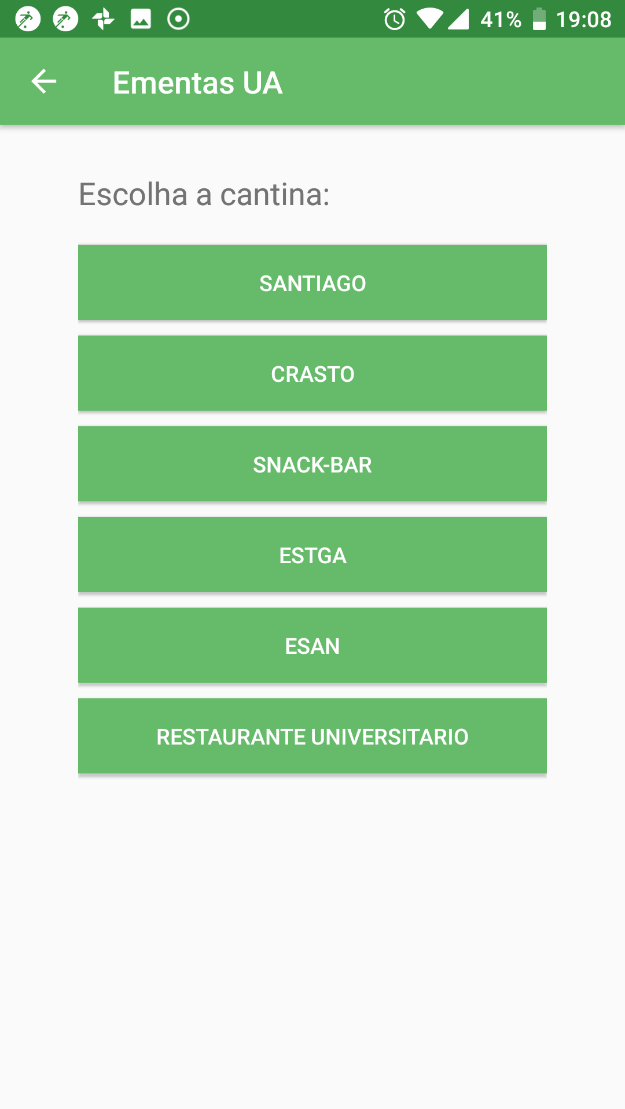 41% 19:08
Ementas UA
Escolha a cantina:
SANTIAGO
CRASTO
SNACK-BAR
ESTGA
ESAN
RESTAURANTE UNIVERSITARIO